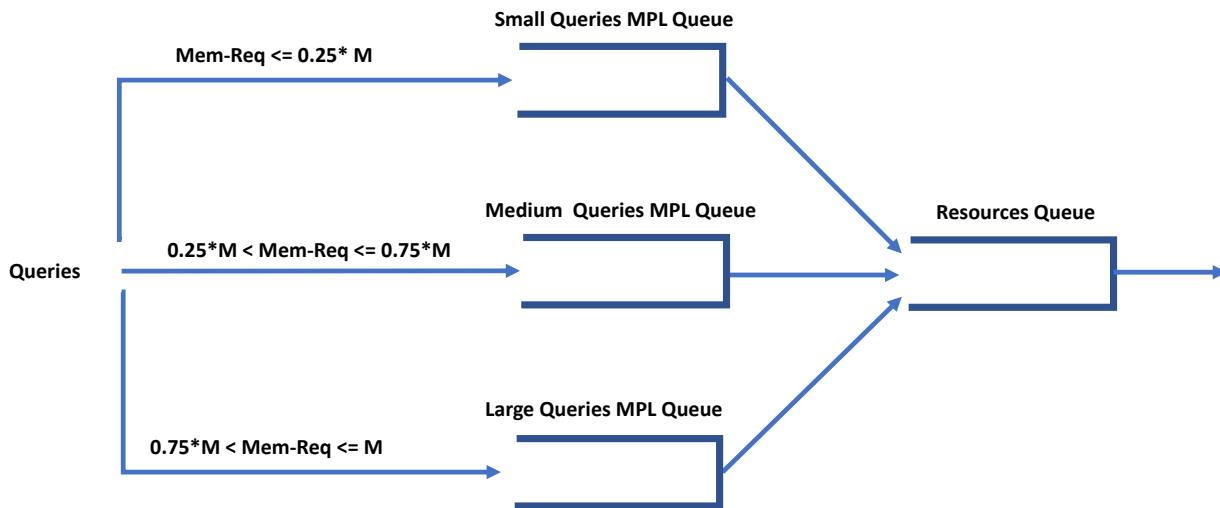 Small Queries MPL Queue
Mem-Req <= 0.25* M
Medium  Queries MPL Queue
Resources Queue
0.25*M < Mem-Req <= 0.75*M
Queries
Large Queries MPL Queue
0.75*M < Mem-Req <= M